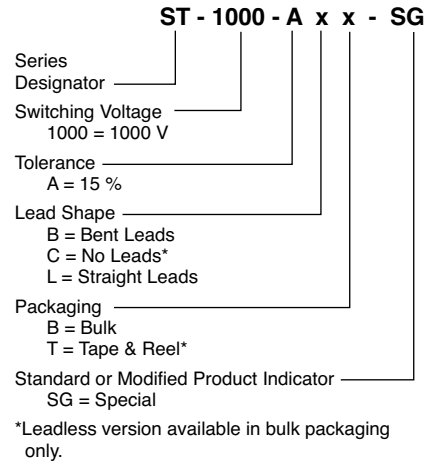 ST - 1000 - A x x - SG
Series
Designator
Switching Voltage
1000 = 1000 V
Tolerance
A = 15 %
Lead Shape
B = Bent Leads
C = No Leads*
L = Straight Leads
Packaging
B = Bulk
T = Tape & Reel*
Standard or Modified Product Indicator
SG = Special
*Leadless version available in bulk packaging
only.